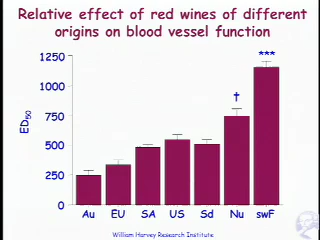 Relative effect of red wines of different
origins on blood vessel function
1250
1000
750
500
250
0
ED50
***
†
Au EU SA US Sd Nu swF
William Harvey Research Institute